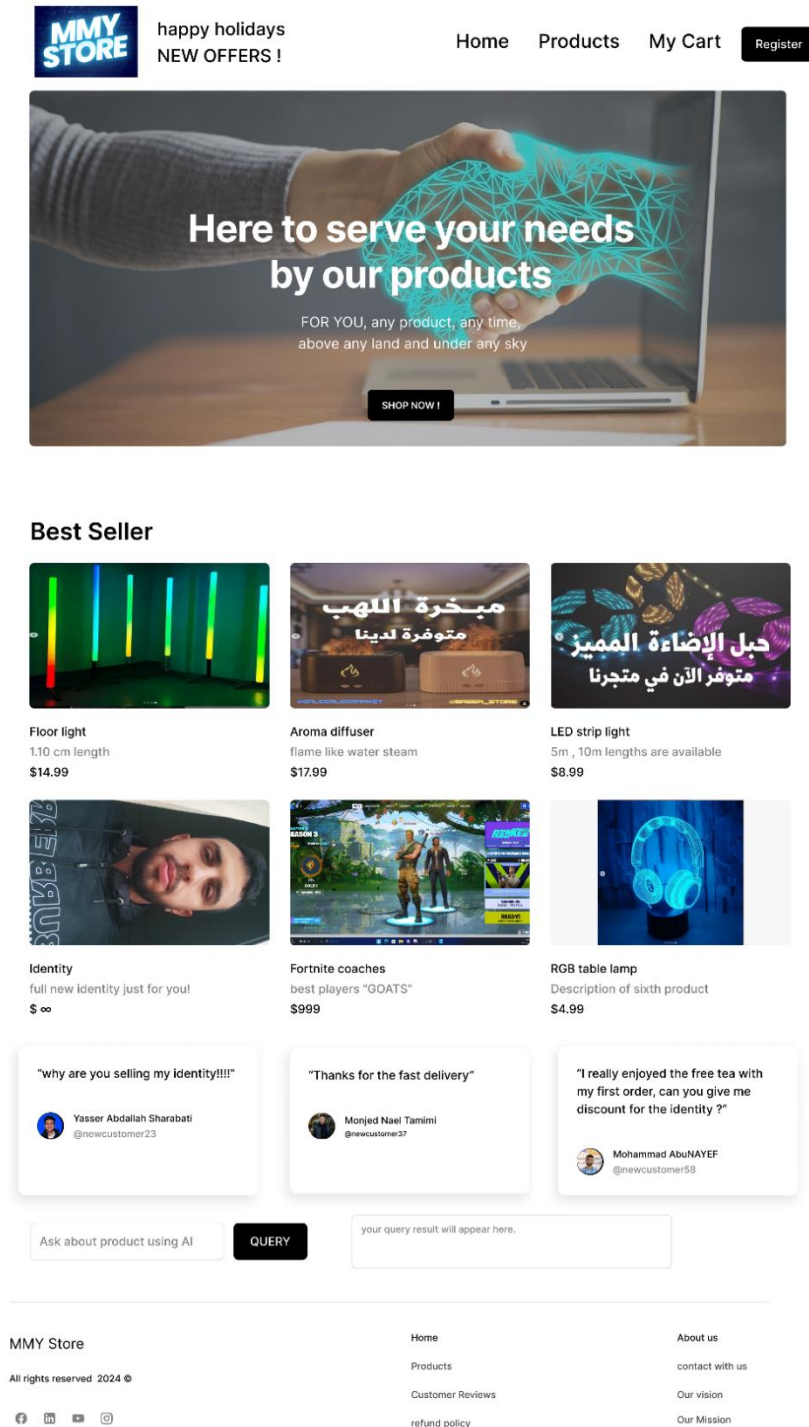 MMY
STORE
happy holidays
NEW OFFERS !
Home
Products
My Cart
Register
Here to serve your needs
by our products
FOR YOU, any product, any time,
above any land and under any sky
SHOP NOW !
Best Seller
مبخرة اللهب
متوفرة لدينا
حبل الإضاءة المميز
متوفر الآن في متجرنا
Floor light
1.10 cm length
$14.99
Aroma diffuser
flame like water steam
$17.99
LED strip light
5m , 10m lengths are available
$8.99
SEASON 3
RANKED
READY!
Identity
full new identity just for you!
$ ∞
Fortnite coaches
best players “GOATS”
$999
RGB table lamp
Description of sixth product
$4.99
“why are you selling my identity!!!!”
Yasser Abdallah Sharabati
@newcustomer23
“Thanks for the fast delivery”
Monjed Nael Tamimi
@newcustomer37
“I really enjoyed the free tea with
my first order, can you give me
discount for the identity ?”
Mohammad AbuNAYEF
@newcustomer58
Ask about product using AI
QUERY
your query result will appear here.
MMY Store
All rights reserved 2024 ©
Home
Products
Customer Reviews
refund policy
About us
contact with us
Our vision
Our Mission